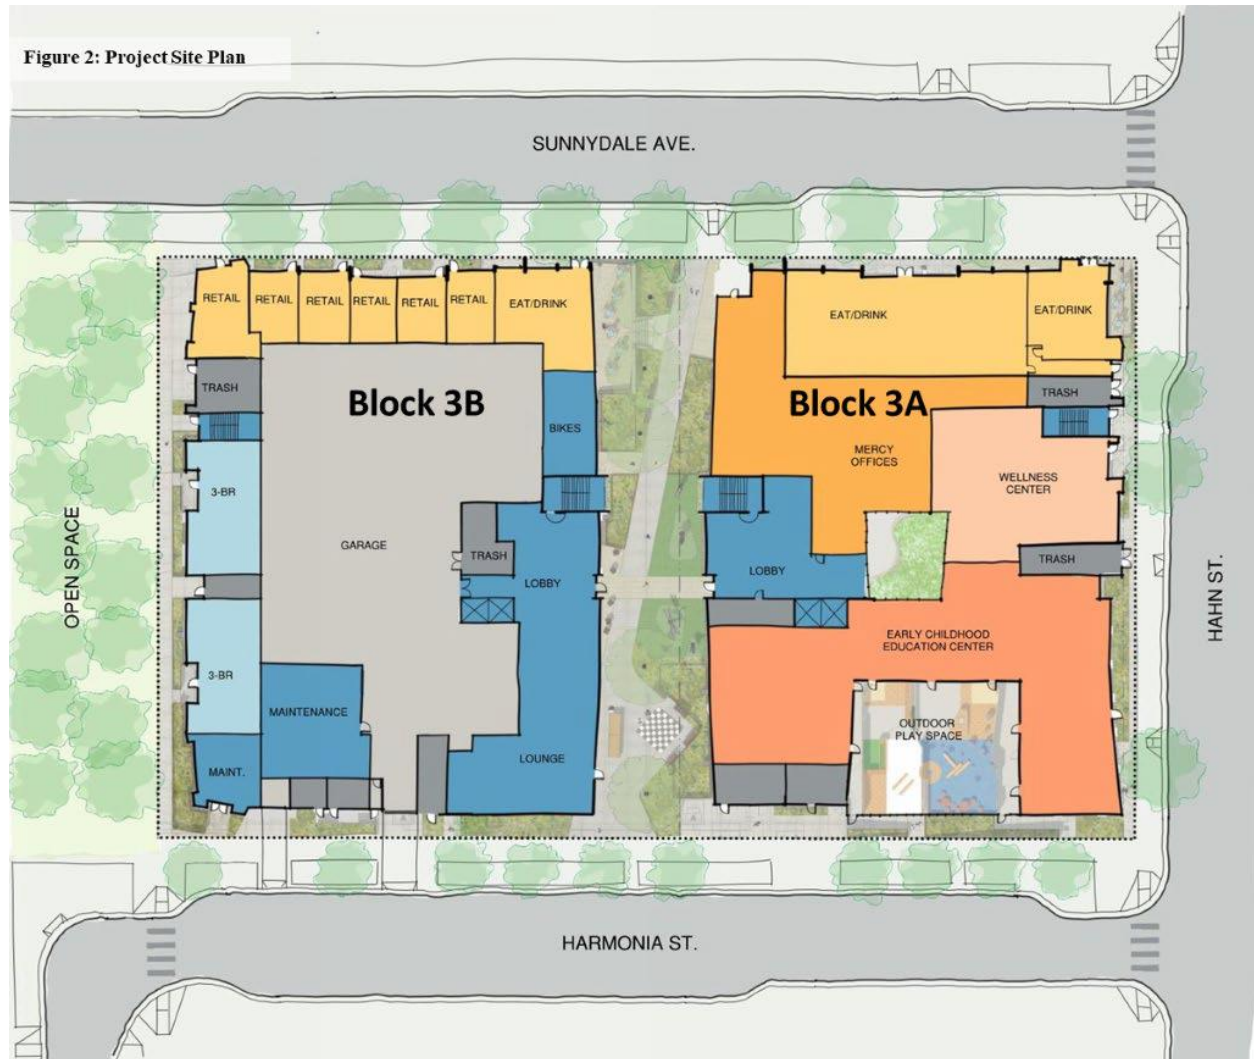 Figure 2: Project Site Plan
SUNNYDALE AVE.
RETAIL
RETAIL
RETAIL
RETAIL
RETAIL
RETAIL
EAT/DRINK
EAT/DRINK
EAT/DRINK
TRASH
Block 3B
BIKES
Block 3A
TRASH
MERCY
OFFICES
WELLNESS
CENTER
3-BR
GARAGE
TRASH
LOBBY
LOBBY
TRASH
OPEN SPACE
HAHN ST.
EARLY CHILDHOOD
EDUCATION CENTER
3-BR
MAINTENANCE
OUTDOOR
PLAY SPACE
MAINT.
LOUNGE
HARMONIA ST.